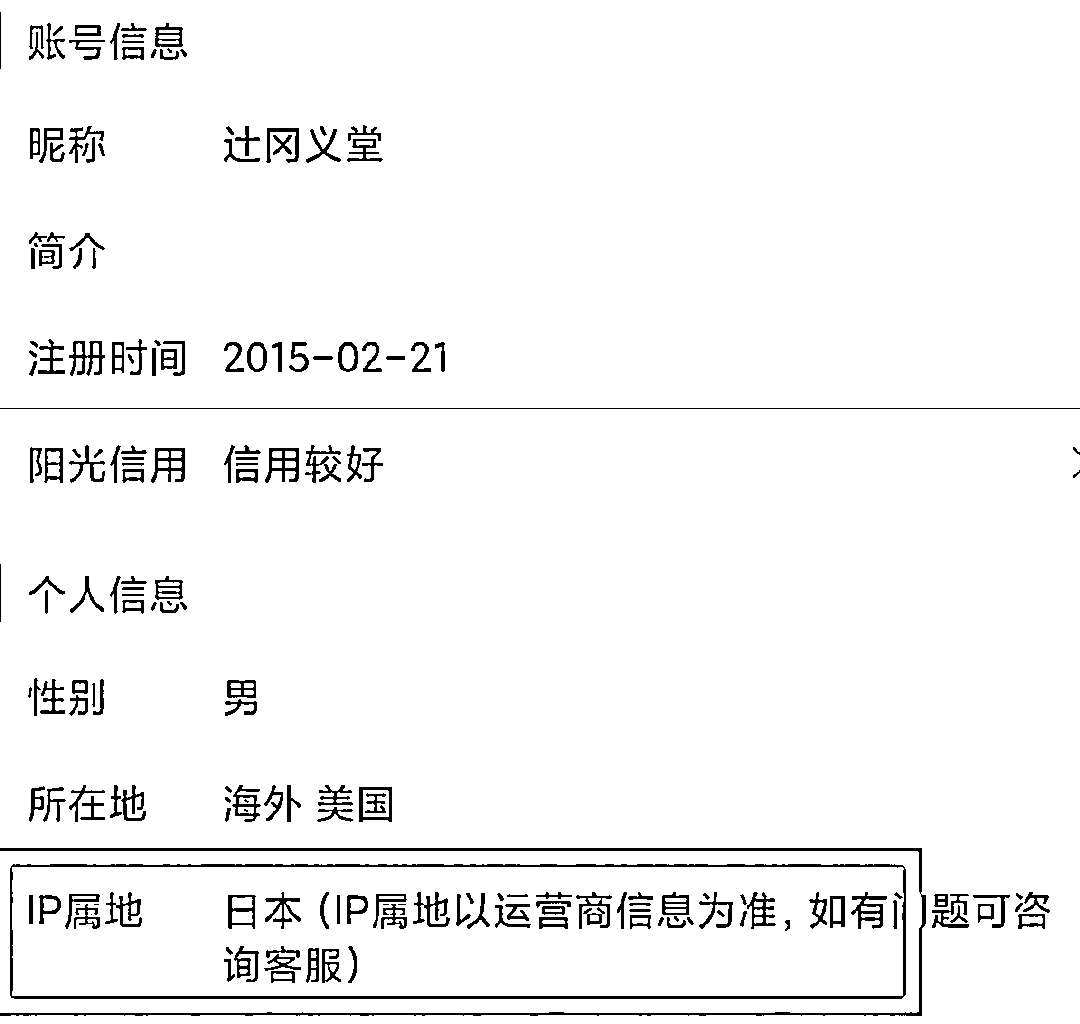 账号信息
昵称 辻冈义堂
简介
注册时间 2015-02-21
阳光信用 信用较好
个人信息
性别 男
所在地 海外 美国
IP属地 日本（IP属地以运营商信息为准，如有问题可咨
询客服）